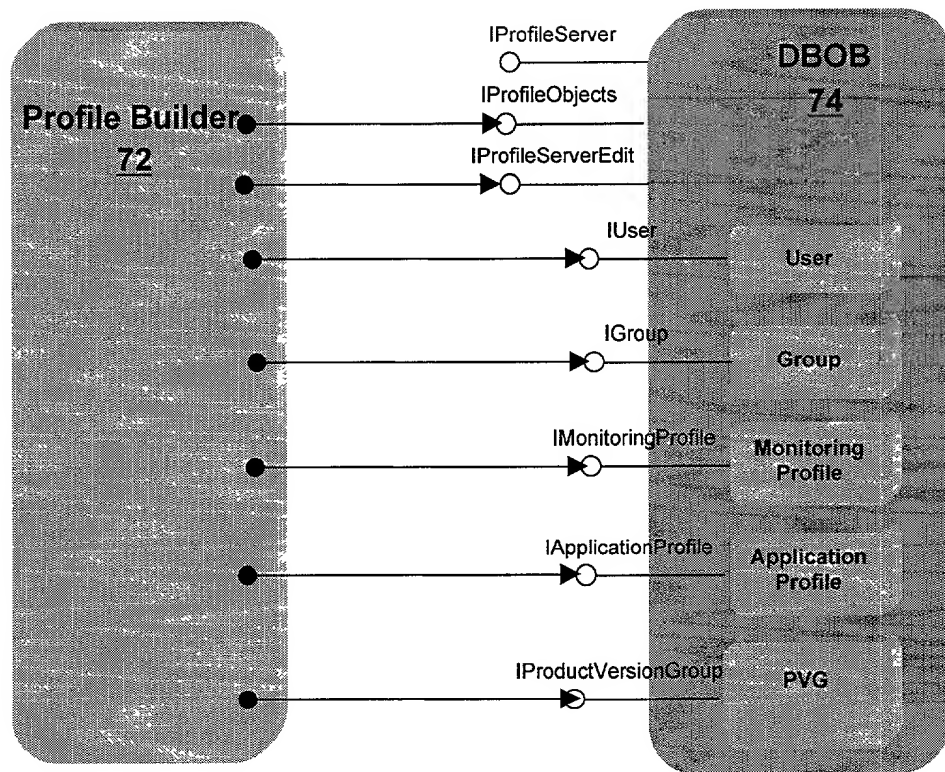 IProfileServer
DBOB
74
IProfileObjects
Profile Builder
72
IProfileServerEdit
IUser
User
IGroup
Group
IMonitoringProfile
Monitoring
Profile
IApplicationProfile
Application
Profile
IProductVersionGroup
PVG